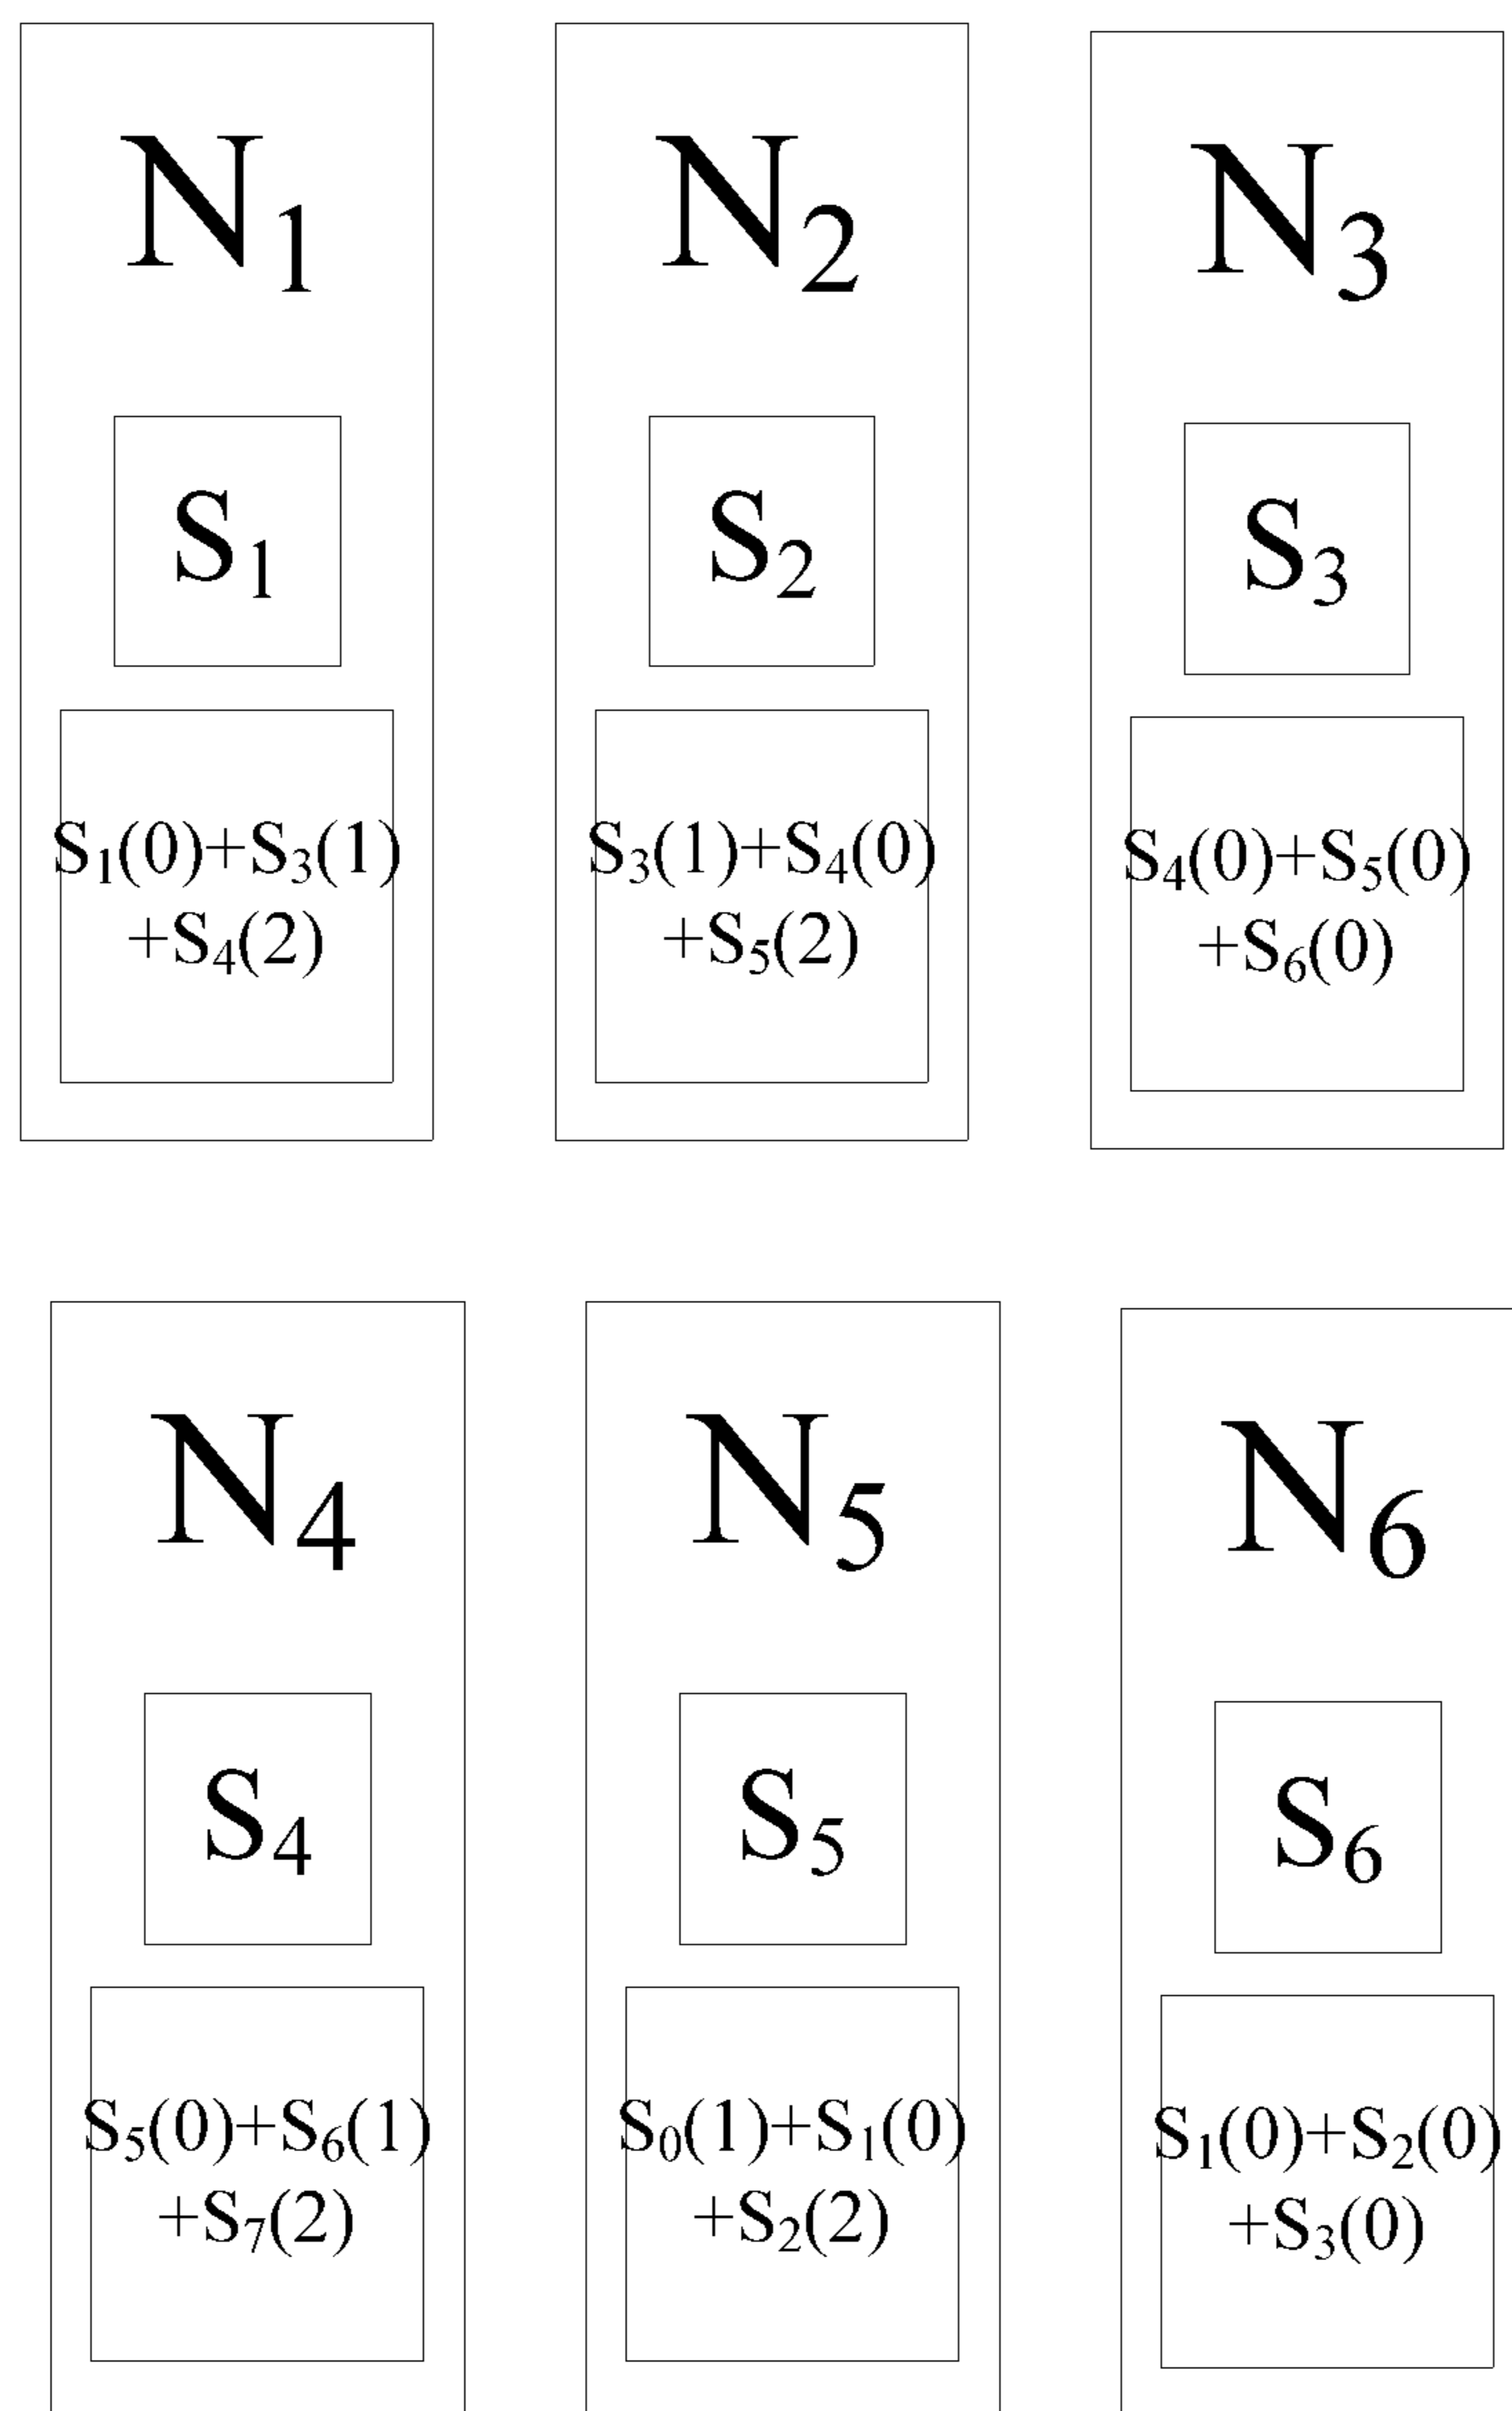 N₁
N₂
N₃
S₁
S₂
S₃
S₁(0)+S₃(1)
+S₄(2)
S₃(1)+S₄(0)
+S₅(2)
S₄(0)+S₅(0)
+S₆(0)
N₄
N₅
N₆
S₄
S₅
S₆
S₅(0)+S₆(1)
+S₇(2)
S₀(1)+S₁(0)
+S₂(2)
S₁(0)+S₂(0)
+S₃(0)